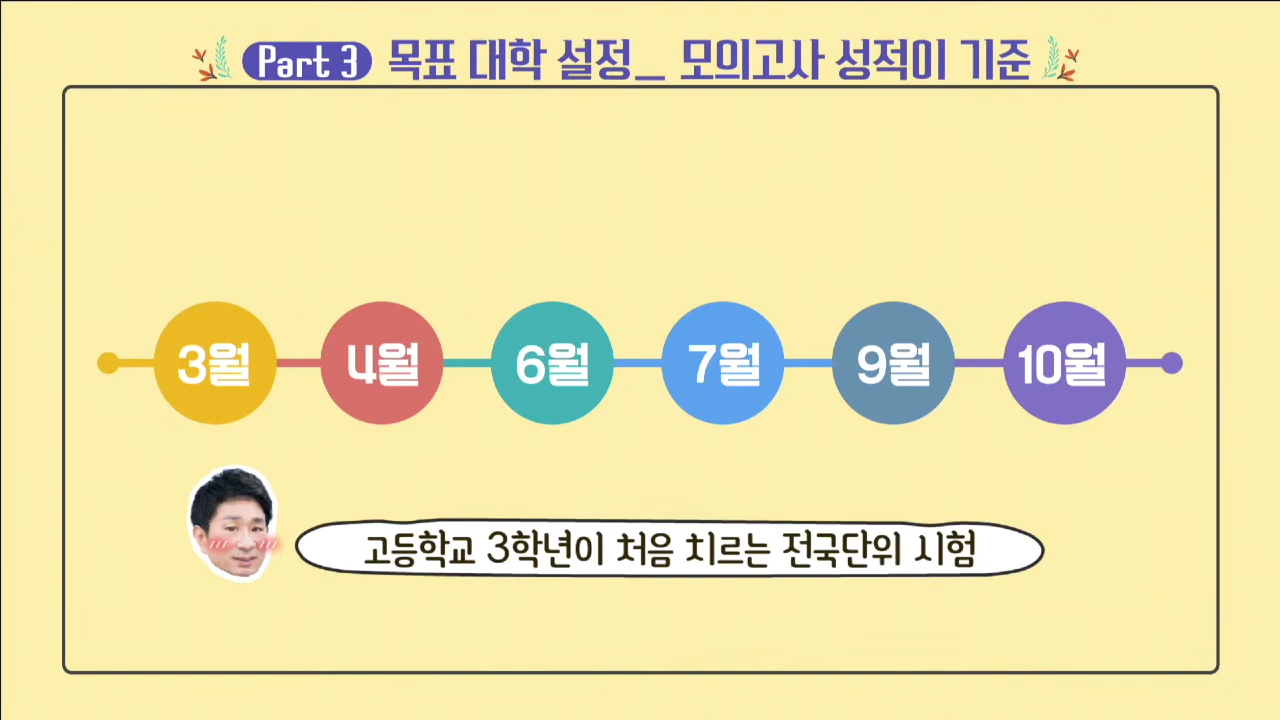 Part 3 목표 대학 설정_ 모의고사 성적이 기준
3월 4월 6월 7월 9월 10월
고등학교 3학년이 처음 치르는 전국단위 시험